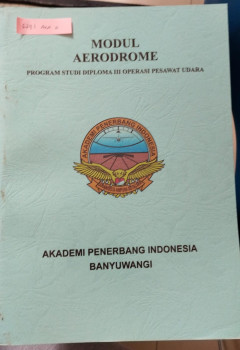 MODUL
AERODROME
PROGRAM STUDI DIPLOMA III OPERASI PESAWAT UDARA
AKADEMI PENERBANG INDONESIA
AKADEMI PENERBANG INDONESIA
BANYUWANGI